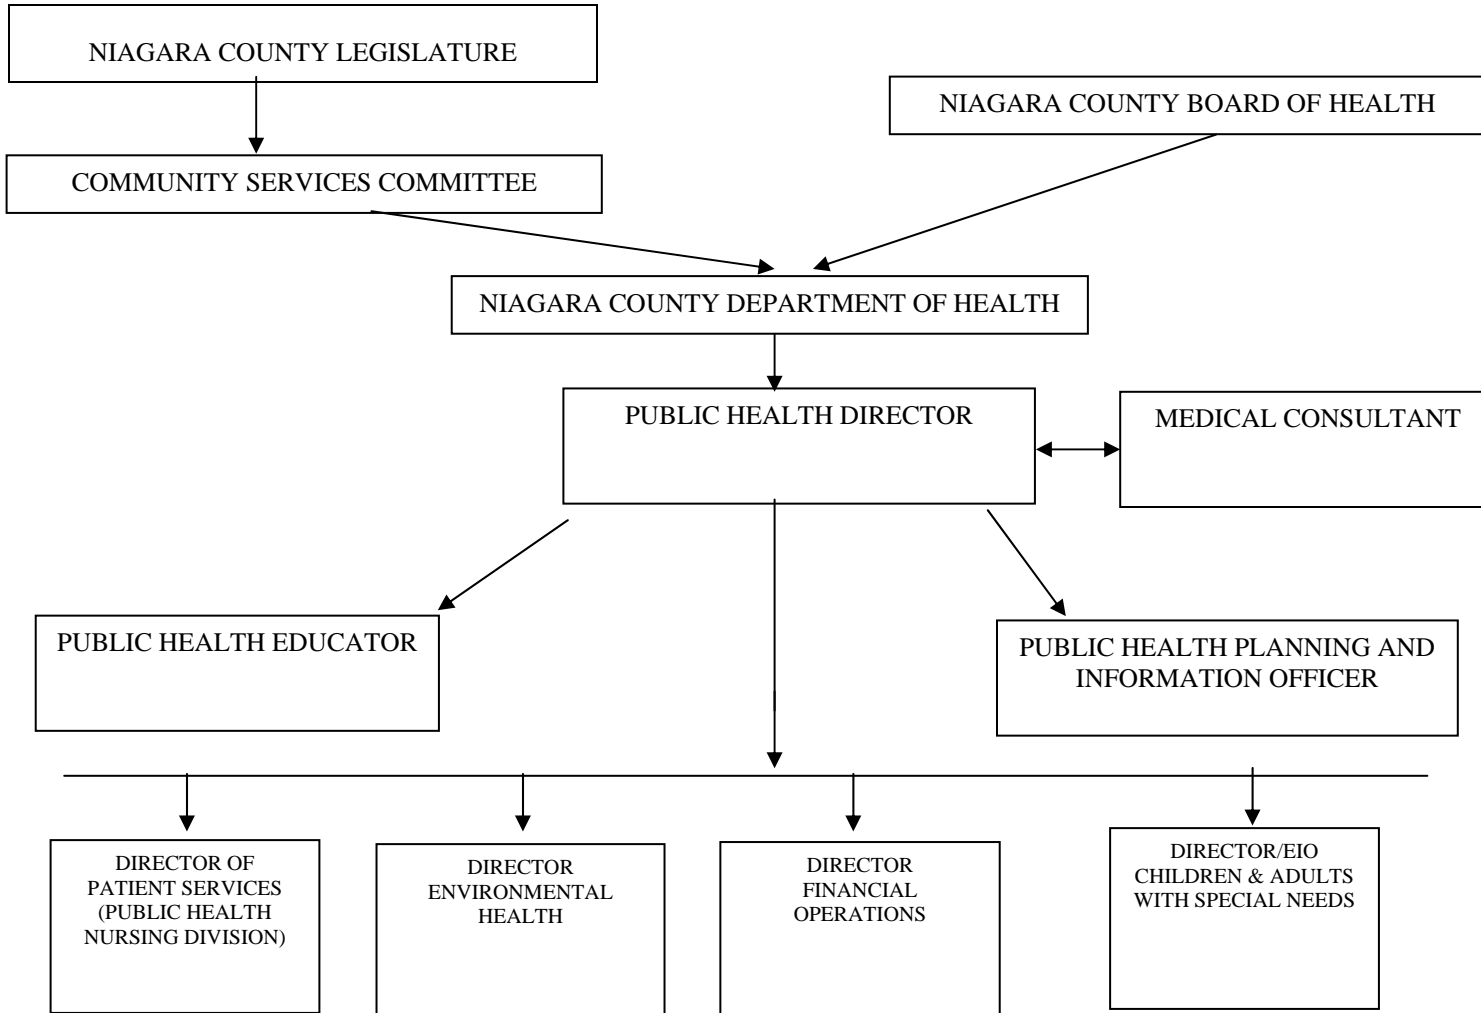 NIAGARA COUNTY LEGISLATURE
NIAGARA COUNTY BOARD OF HEALTH
COMMUNITY SERVICES COMMITTEE
NIAGARA COUNTY DEPARTMENT OF HEALTH
PUBLIC HEALTH DIRECTOR
MEDICAL CONSULTANT
PUBLIC HEALTH EDUCATOR
PUBLIC HEALTH PLANNING AND
INFORMATION OFFICER
DIRECTOR OF
PATIENT SERVICES
(PUBLIC HEALTH
NURSING DIVISION)
DIRECTOR
ENVIRONMENTAL
HEALTH
DIRECTOR
FINANCIAL
OPERATIONS
DIRECTOR/EIO
CHILDREN & ADULTS
WITH SPECIAL NEEDS